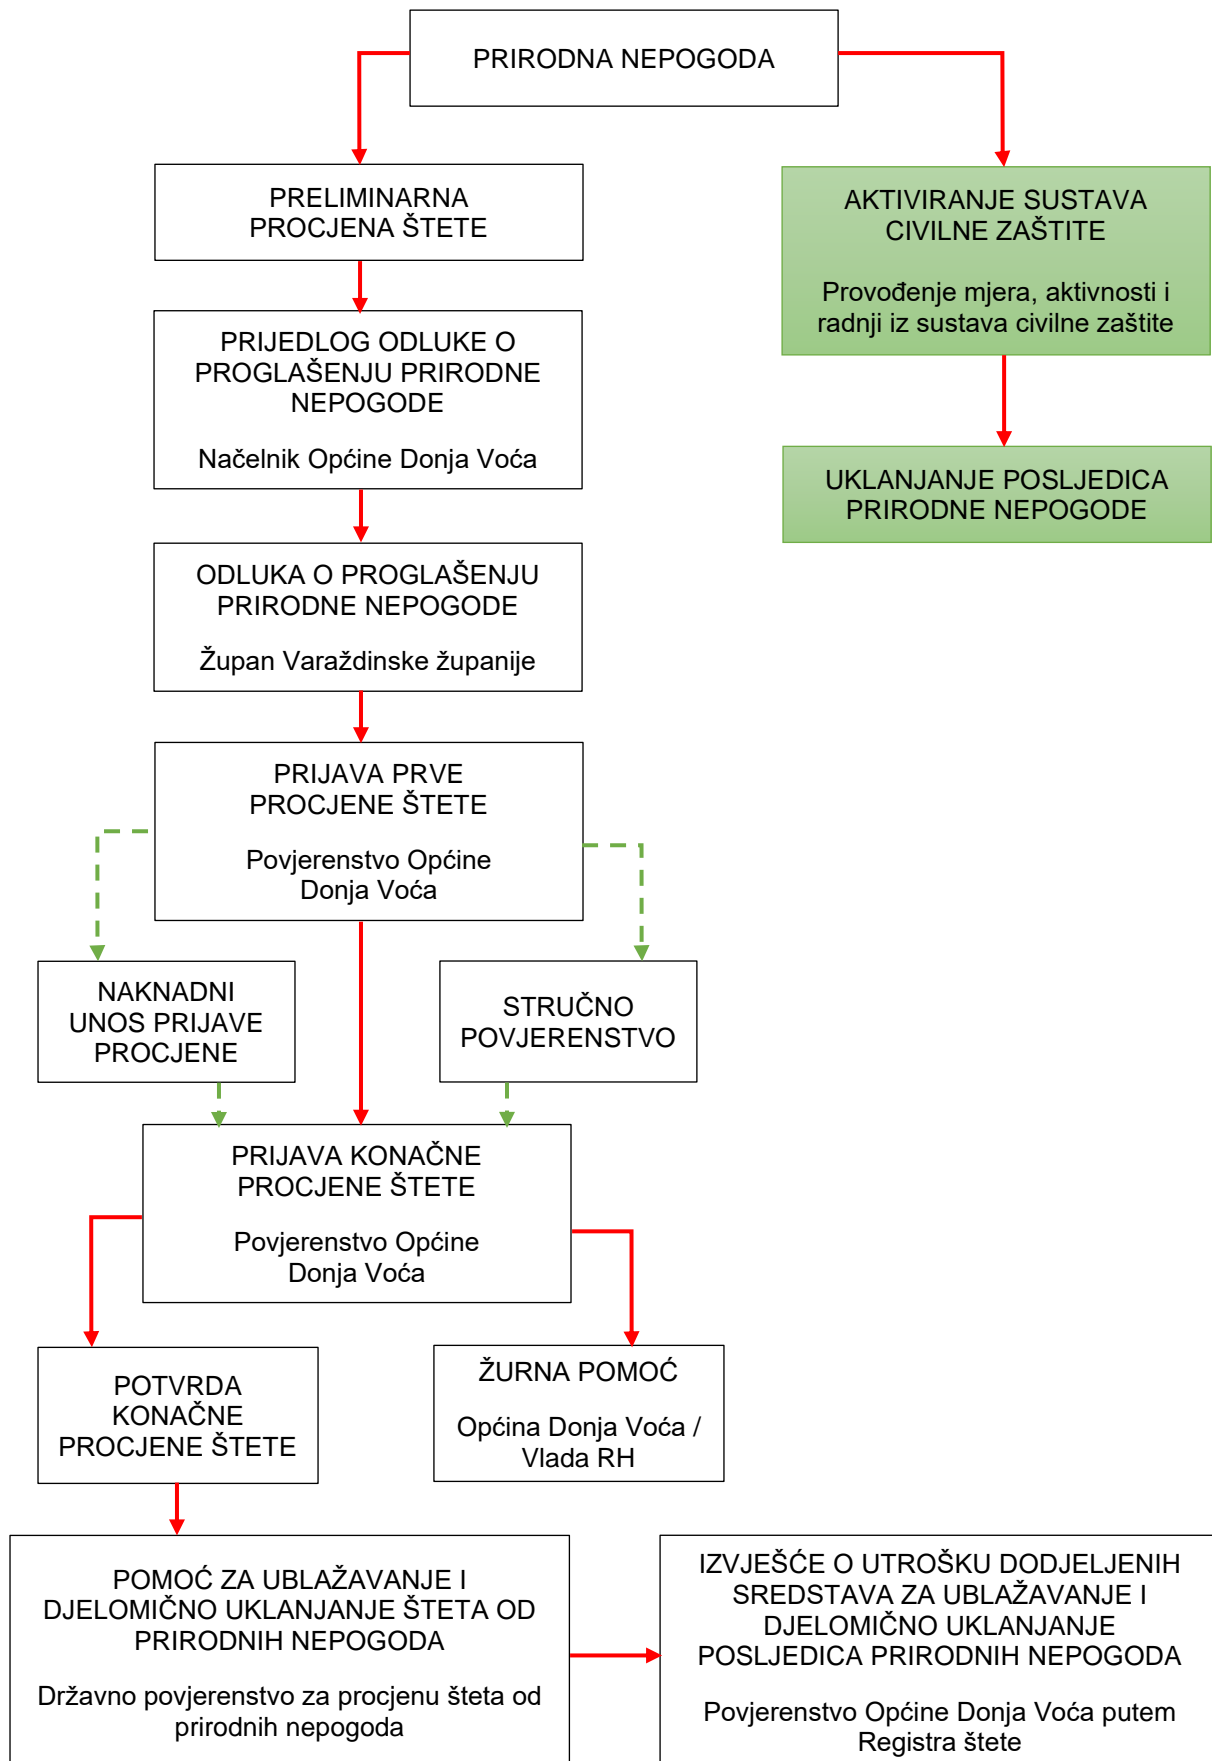 PRIRODNA NEPOGODA
PRELIMINARNA
PROCJENA ŠTETE
AKTIVIRANJE SUSTAVA
CIVILNE ZAŠTITE
Provođenje mjera, aktivnosti i
radnji iz sustava civilne zaštite
PRIJEDLOG ODLUKE O
PROGLAŠENJU PRIRODNE
NEPOGODE
Načelnik Općine Donja Voća
UKLANJANJE POSLJEDICA
PRIRODNE NEPOGODE
ODLUKA O PROGLAŠENJU
PRIRODNE NEPOGODE
Župan Varaždinske županije
PRIJAVA PRVE
PROCJENE ŠTETE
Povjerenstvo Općine
Donja Voća
NAKNADNI
UNOS PRIJAVE
PROCJENE
STRUČNO
POVJERENSTVO
PRIJAVA KONAČNE
PROCJENE ŠTETE
Povjerenstvo Općine
Donja Voća
POTVRDA
KONAČNE
PROCJENE ŠTETE
ŽURNA POMOĆ
Općina Donja Voća /
Vlada RH
POMOĆ ZA UBLAŽAVANJE I
DJELOMIČNO UKLANJANJE ŠTETA OD
PRIRODNIH NEPOGODA
Državno povjerenstvo za procjenu šteta od
prirodnih nepogoda
IZVJEŠĆE O UTROŠKU DODJELJENIH
SREDSTAVA ZA UBLAŽAVANJE I
DJELOMIČNO UKLANJANJE
POSLJEDICA PRIRODNIH NEPOGODA
Povjerenstvo Općine Donja Voća putem
Registra štete